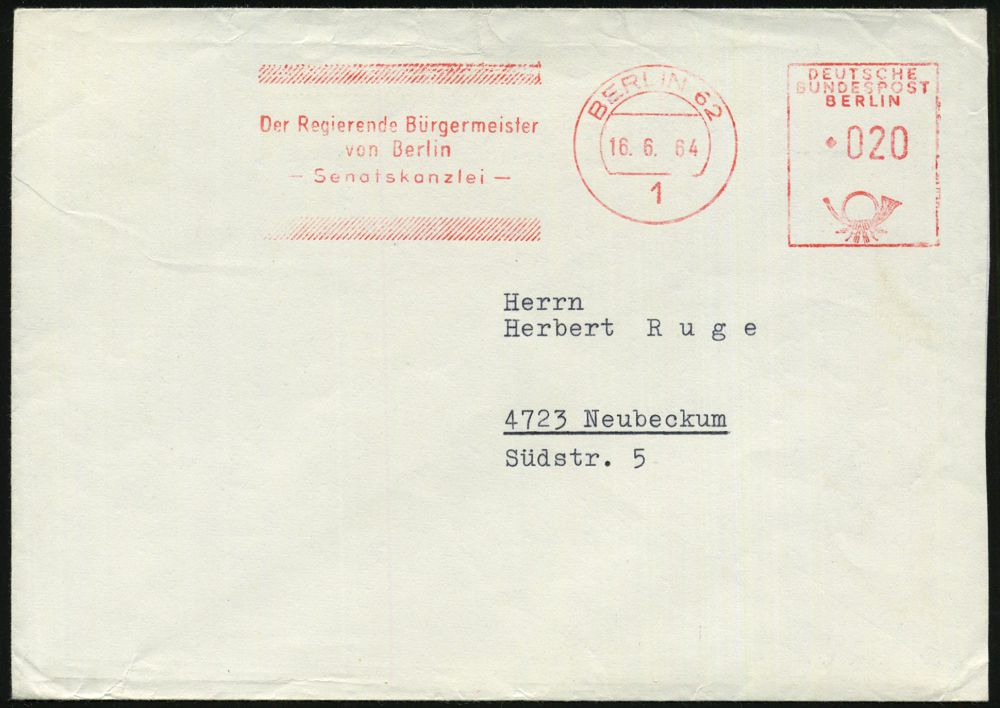 Der Regierende Bürgermeister
von Berlin
— Senatskanzlei —
BERLIN 62
16. 6. 64
1
DEUTSCHE
BUNDESPOST
BERLIN
020
Herrn
Herbert R u g e
4723 Neubeckum
Südstr. 5